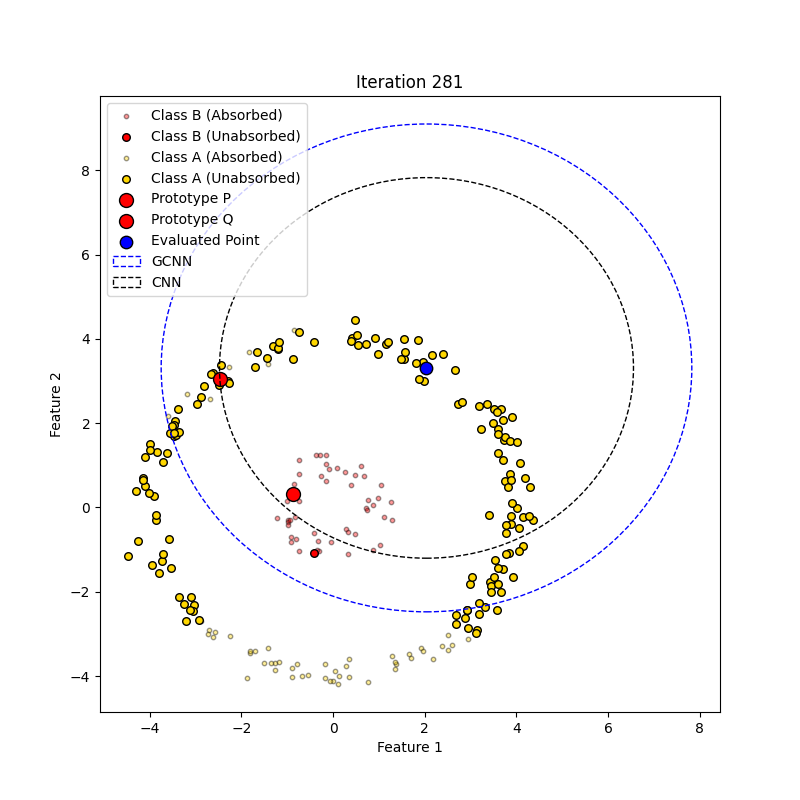 Iteration 281
Class B (Absorbed)
Class B (Unabsorbed)
Class A (Absorbed)
Class A (Unabsorbed)
Prototype P
Prototype Q
Evaluated Point
GCNN
CNN
8
6
4
2
0
−2
−4
Feature 2
−4 −2 0 2 4 6 8
Feature 1